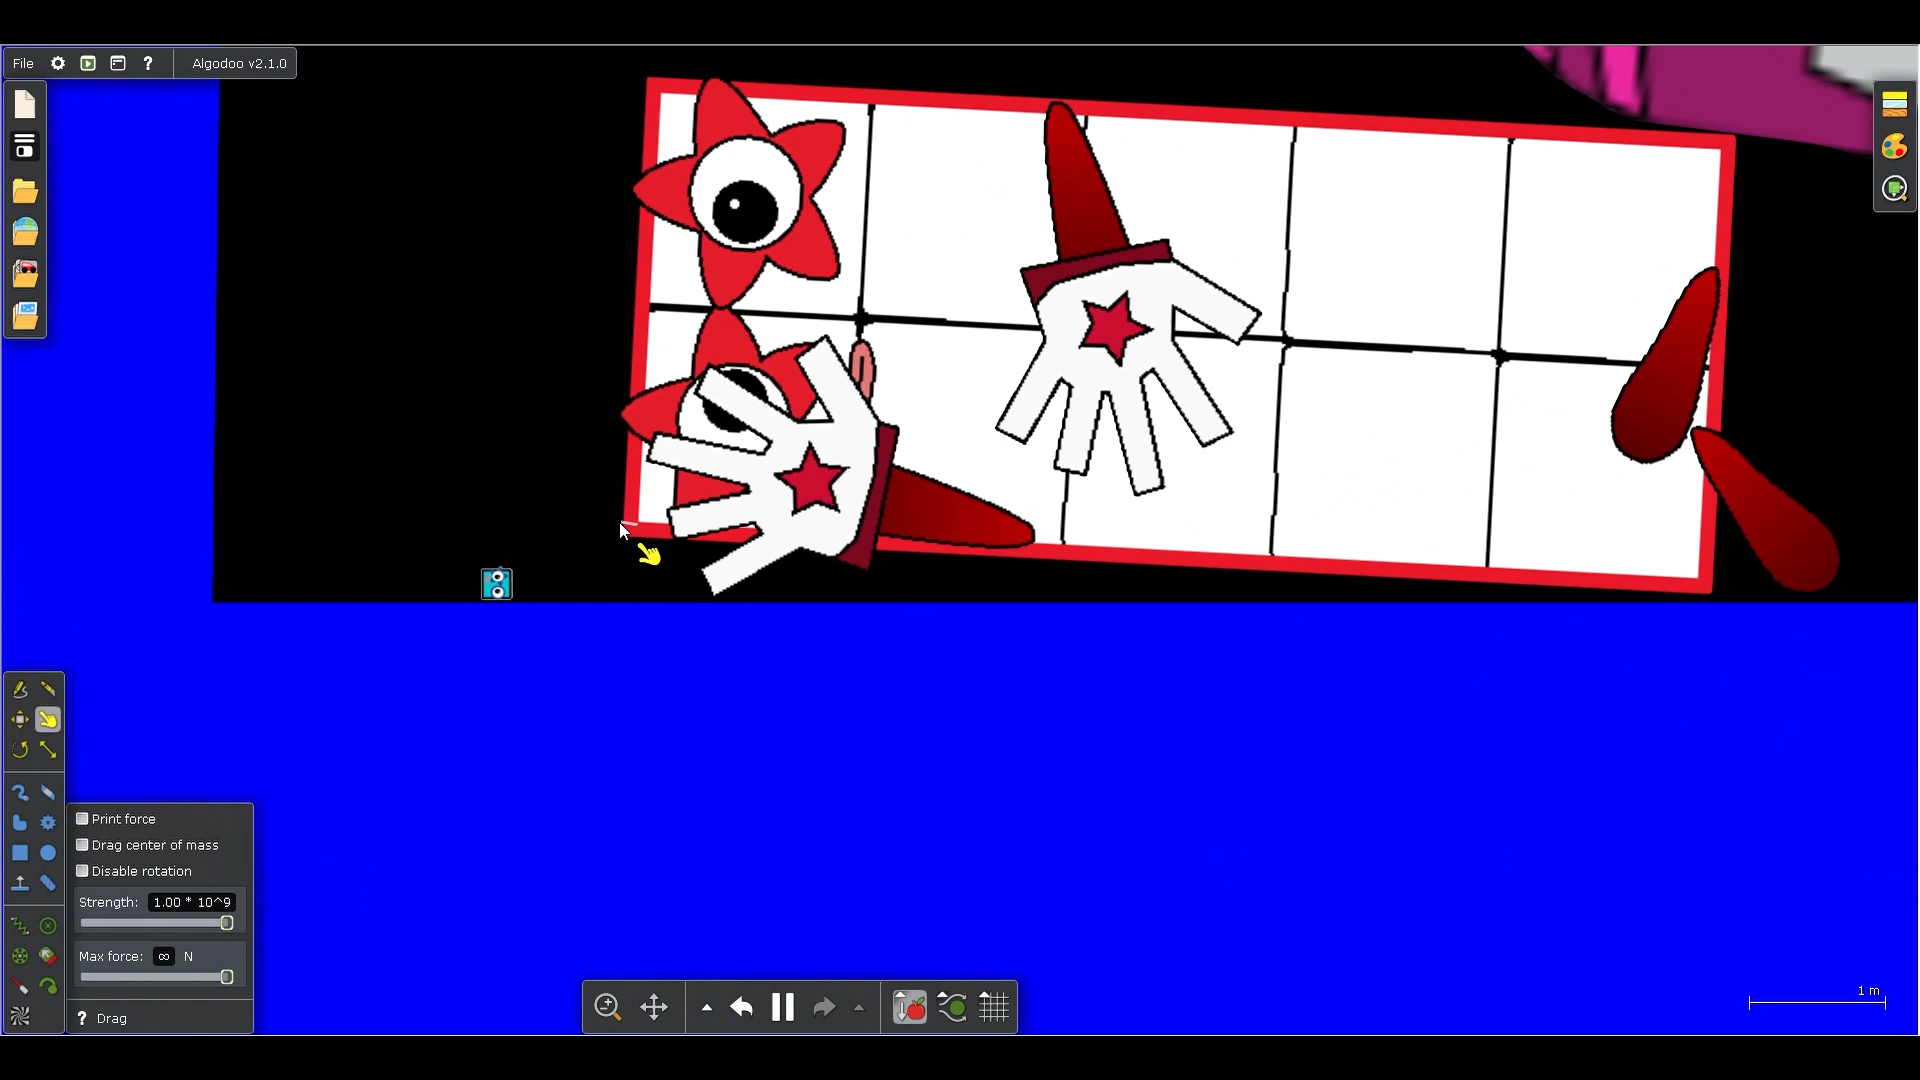 File ? Algodoo v2.1.0
Print force
Drag center of mass
Disable rotation
Strength: 1.00 * 10^9
Max force: ∞ N
? Drag
1 m